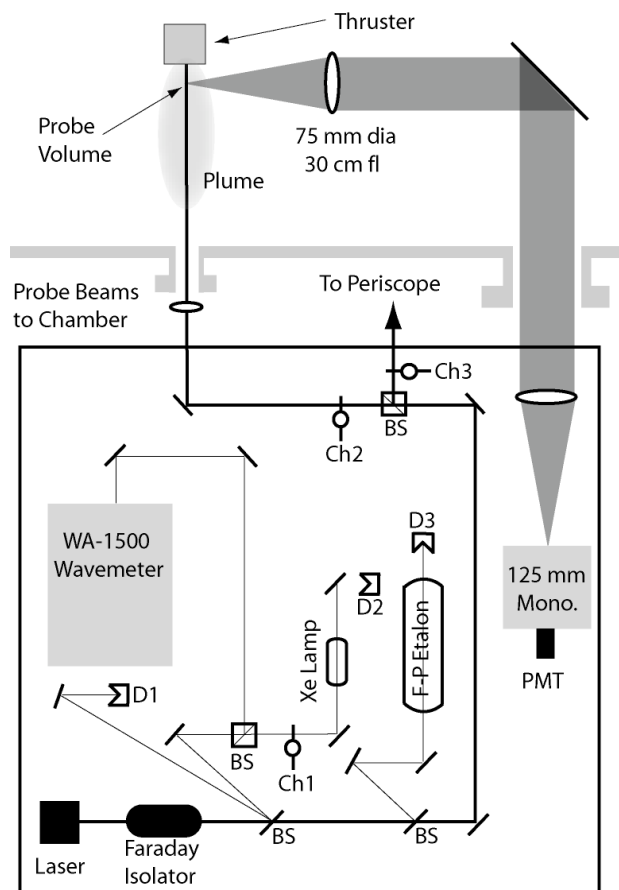 Thruster
Probe
Volume
75 mm dia
30 cm fl
Plume
To Periscope
Probe Beams
to Chamber
Ch3
BS
Ch2
WA-1500
Wavemeter
D3
D2
125 mm
Mono.
Xe Lamp
F-P Etalon
PMT
D1
BS
Ch1
BS
BS
Laser
Faraday
Isolator